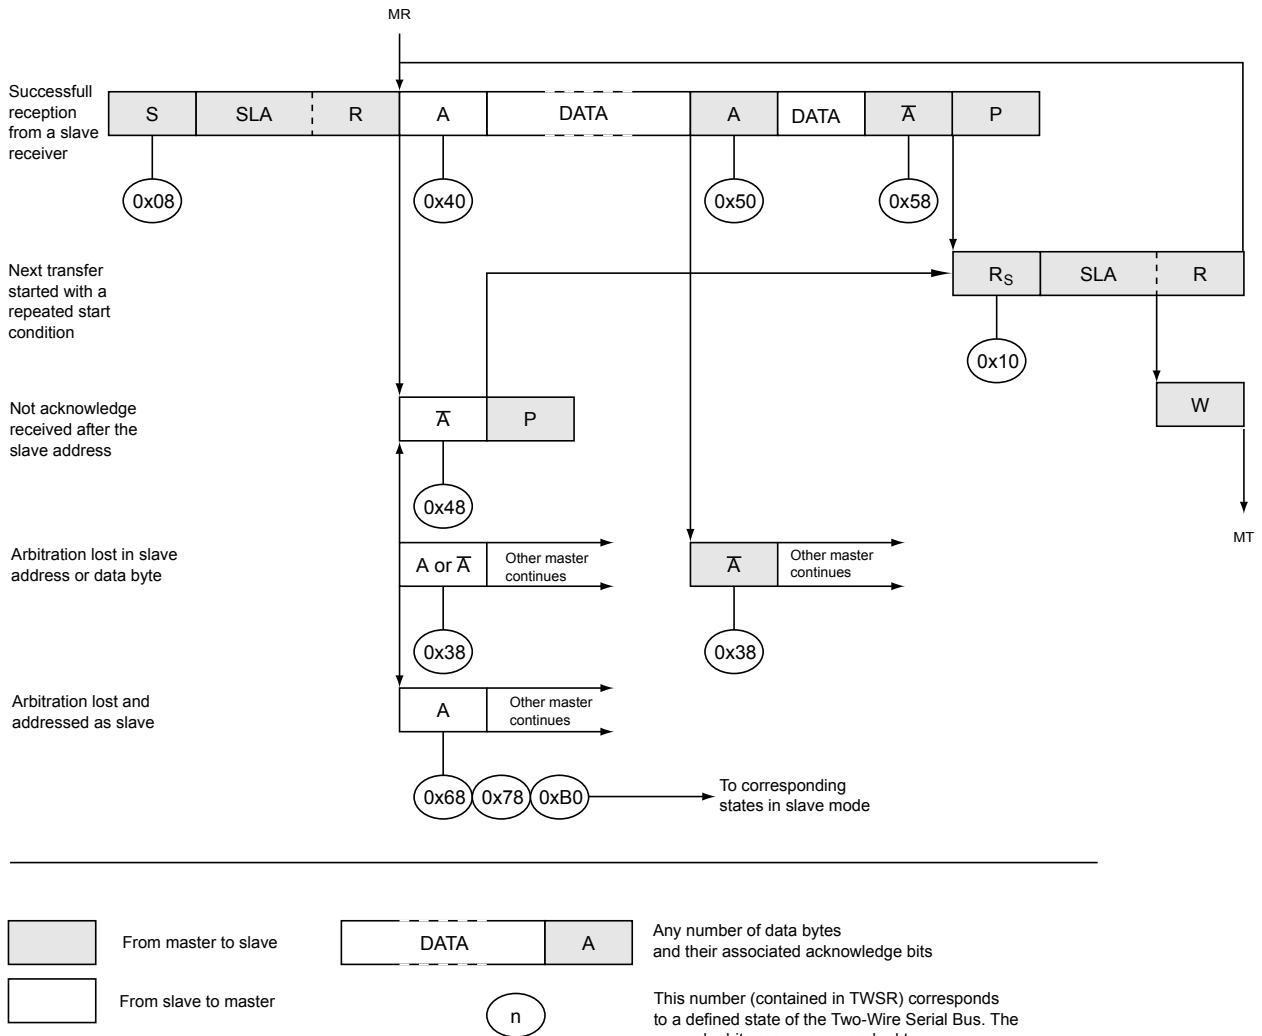 MR
Successfull
reception
from a slave
receiver
S SLA R A DATA A DATA A̅ P
0x08 0x40 0x50 0x58
Next transfer
started with a
repeated start
condition
RS SLA R
0x10
Not acknowledge
received after the
slave address
A̅ P
W
0x48
MT
Arbitration lost in slave
address or data byte
A or A̅
Other master
continues
A̅
Other master
continues
0x38 0x38
Arbitration lost and
addressed as slave
A
Other master
continues
0x68 0x78 0xB0
To corresponding
states in slave mode
From master to slave
DATA A
Any number of data bytes
and their associated acknowledge bits
From slave to master
n
This number (contained in TWSR) corresponds
to a defined state of the Two-Wire Serial Bus. The